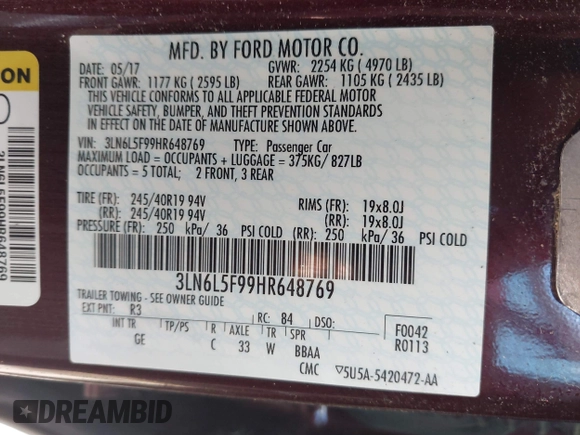 MFD. BY FORD MOTOR CO.
DATE: 05/17 GVWR: 2254 KG ( 4970 LB)
FRONT GAWR: 1177 KG ( 2595 LB) REAR GAWR: 1105 KG ( 2435 LB)
THIS VEHICLE CONFORMS TO ALL APPLICABLE FEDERAL MOTOR
VEHICLE SAFETY, BUMPER, AND THEFT PREVENTION STANDARDS
IN EFFECT ON THE DATE OF MANUFACTURE SHOWN ABOVE.
VIN: 3LN6L5F99HR648769 TYPE: Passenger Car
MAXIMUM LOAD = OCCUPANTS + LUGGAGE = 375KG/ 827LB
OCCUPANTS = 5 TOTAL; 2 FRONT, 3 REAR
TIRE (FR): 245/40R19 94V RIMS (FR): 19x8.0J
(RR): 245/40R19 94V (RR): 19x8.0J
PRESSURE (FR): 250 kPa/ 36 PSI COLD (RR): 250 kPa/ 36 PSI COLD
3LN6L5F99HR648769
TRAILER TOWING - SEE OWNER GUIDE
EXT PNT: R3 RC: 84 DSO: F0042
INT TR TP/PS R AXLE TR SPR R0113
GE C 33 W BBAA
CMC 5U5A-5420472-AA
ION
3LN6L5F99HR648769
DREAMBID